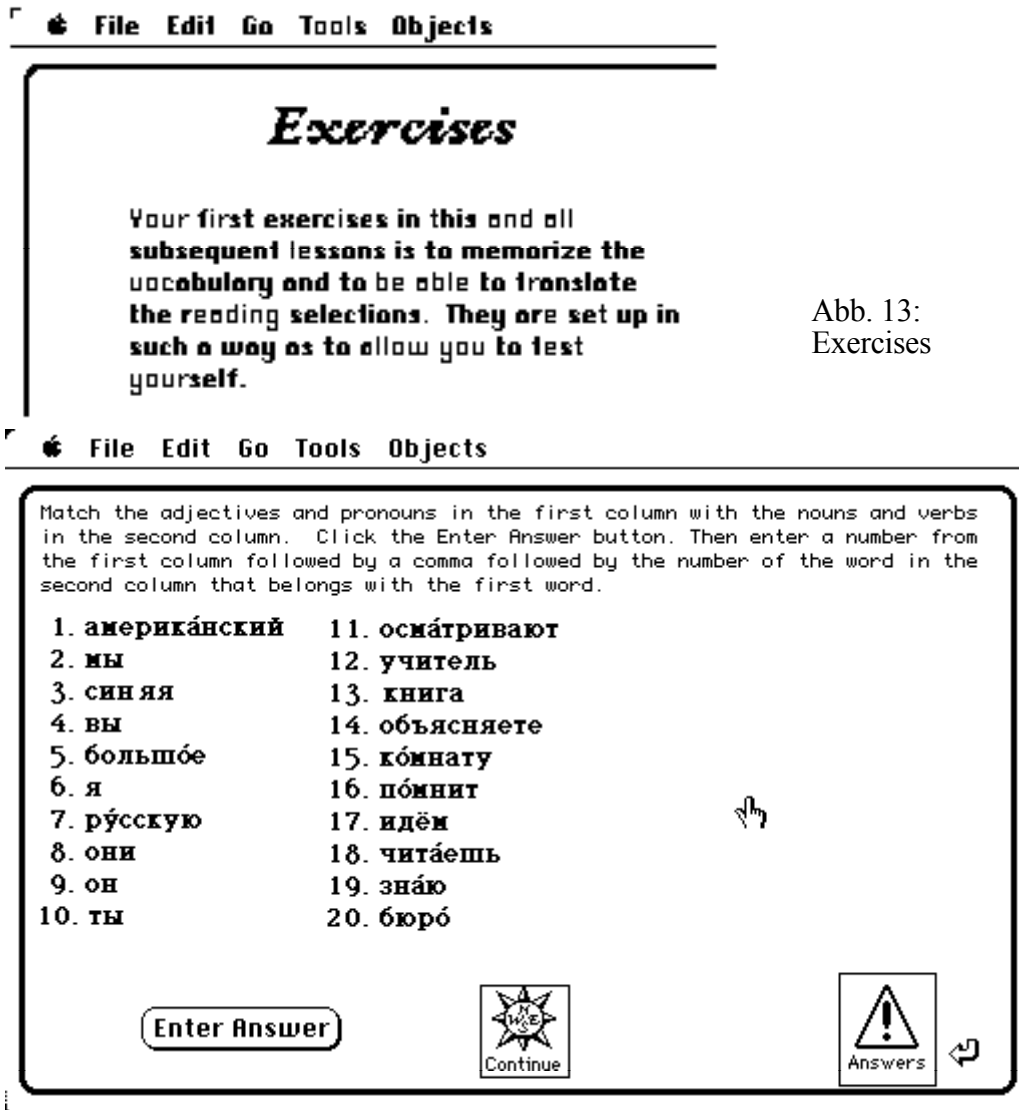 File Edit Go Tools Objects
Exercises
Your first exercises in this and all
subsequent lessons is to memorize the
vocabulary and to be able to translate
the reading selections. They are set up in
such a way as to allow you to test
yourself.
Abb. 13:
Exercises
File Edit Go Tools Objects
Match the adjectives and pronouns in the first column with the nouns and verbs
in the second column. Click the Enter Answer button. Then enter a number from
the first column followed by a comma followed by the number of the word in the
second column that belongs with the first word.
1. америка́нский 11. осма́тривают
2. мы 12. учитель
3. синяя 13. книга
4. вы 14. объясняете
5. большо́е 15. ко́мнату
6. я 16. по́мнит
7. ру́сскую 17. идём
8. они 18. чита́ешь
9. он 19. зна́ю
10. ты 20. бюро́
Enter Answer
N
W E
S
Continue
Answers